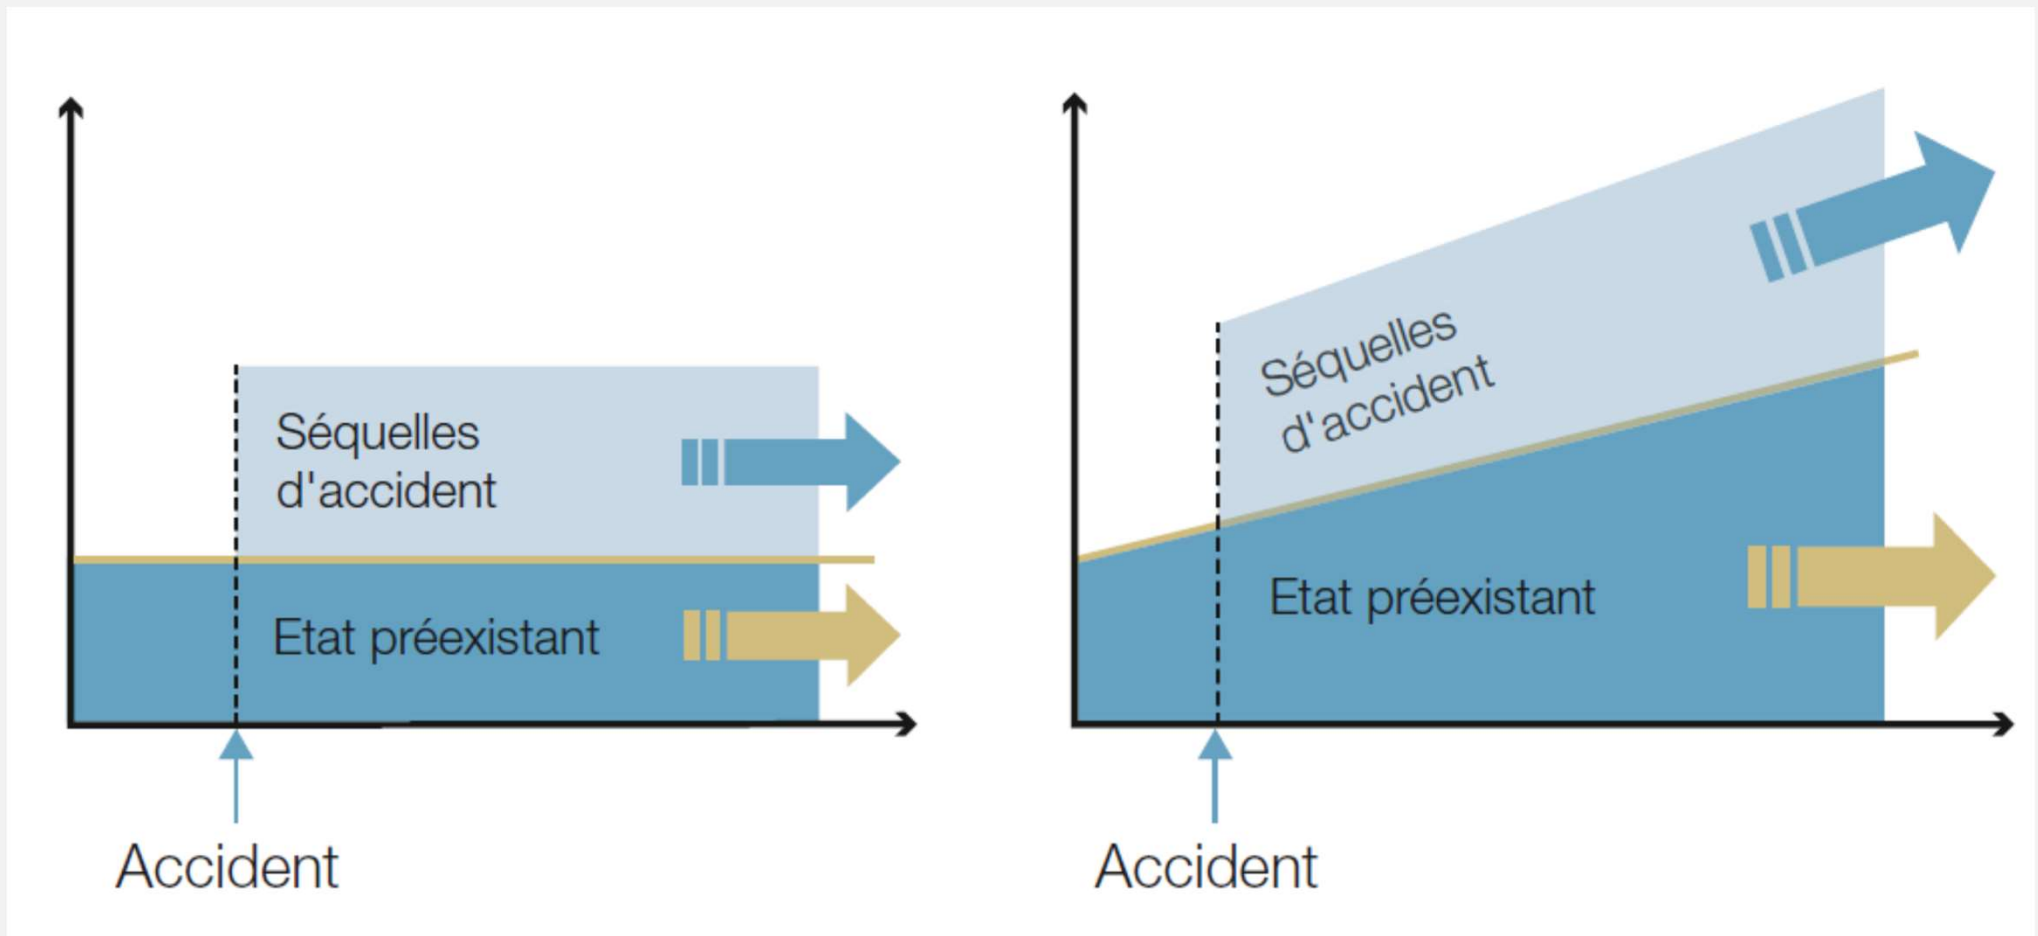 Séquelles
d'accident
Etat préexistant
Accident
Séquelles
d'accident
Etat préexistant
Accident